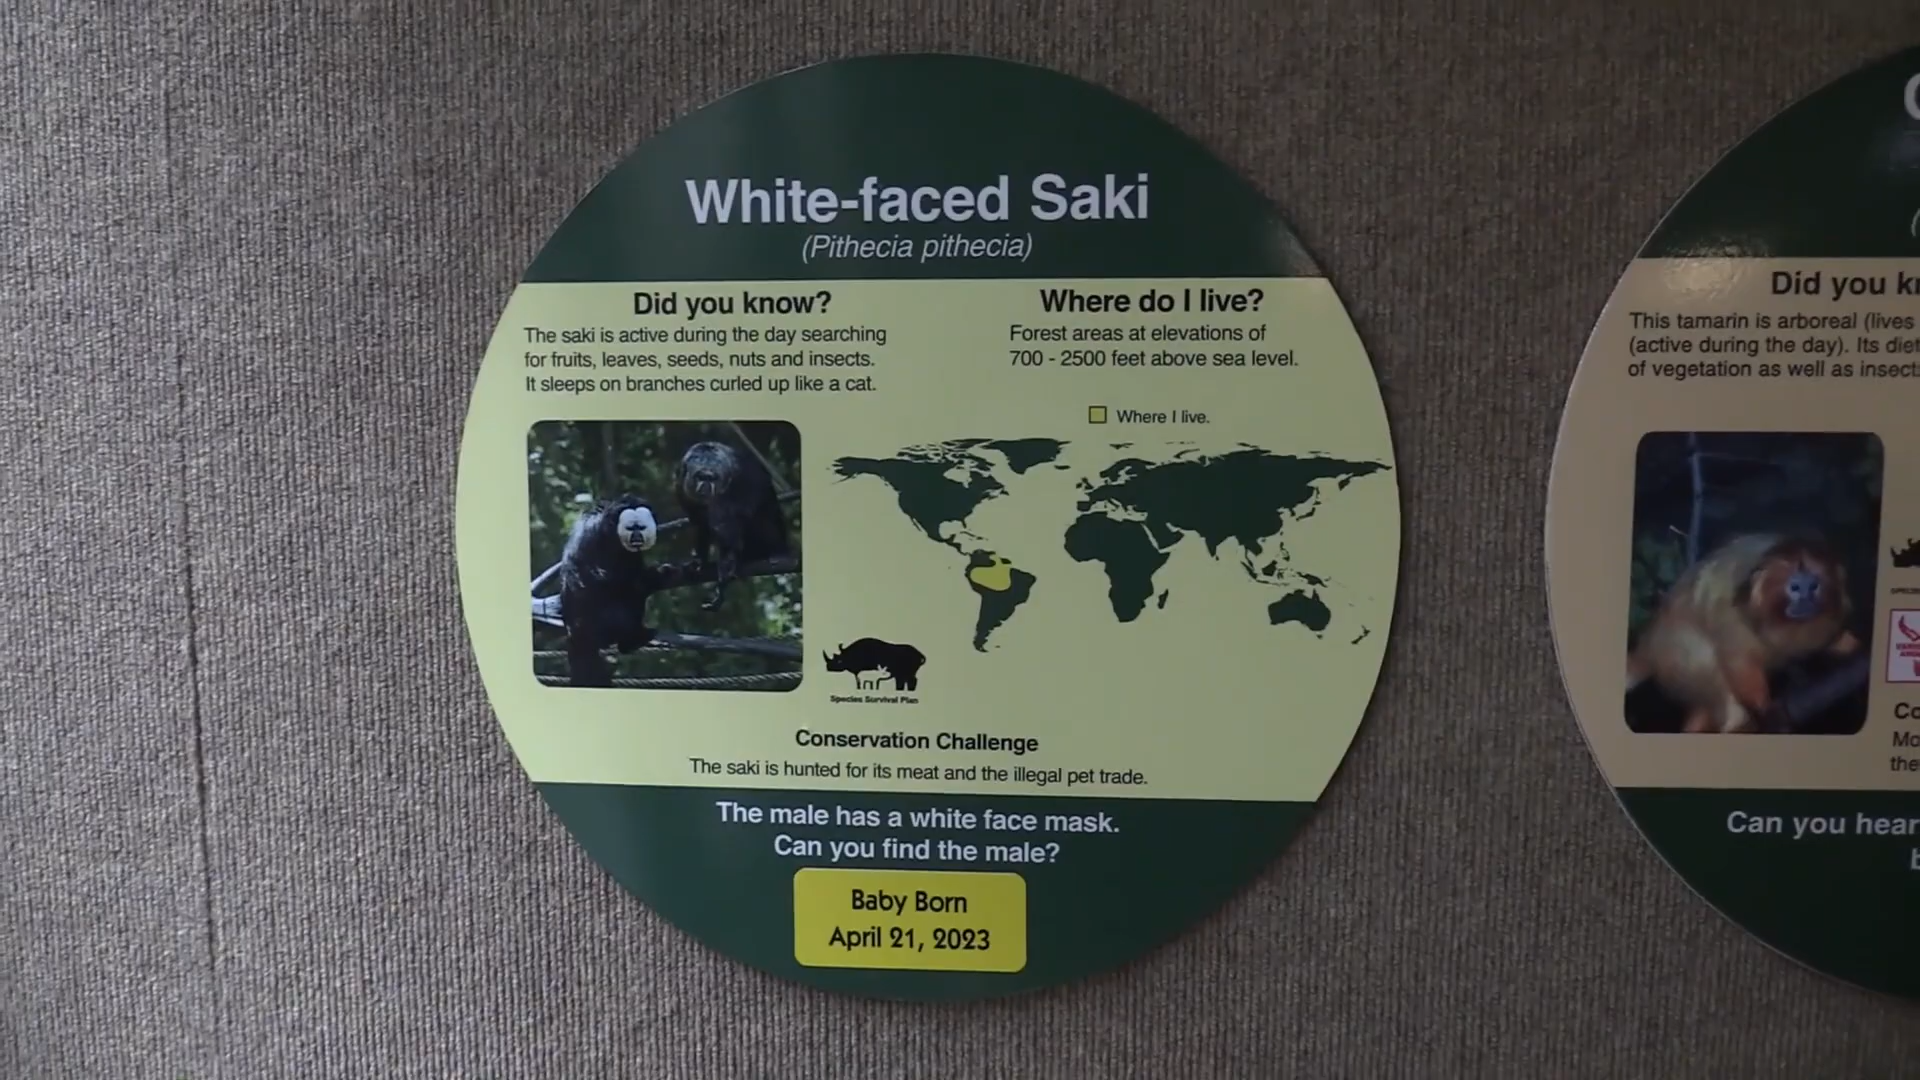 White-faced Saki
(Pithecia pithecia)
Did you know?
The saki is active during the day searching
for fruits, leaves, seeds, nuts and insects.
It sleeps on branches curled up like a cat.
Where do I live?
Forest areas at elevations of
700 - 2500 feet above sea level.
Where I live.
Species Survival Plan
Conservation Challenge
The saki is hunted for its meat and the illegal pet trade.
The male has a white face mask.
Can you find the male?
Baby Born
April 21, 2023
Did you
This tamarin is arboreal (lives
(active during the day). Its diet
of vegetation as well as
the
Can you hear